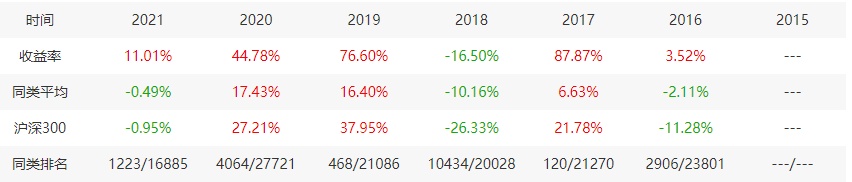 时间 2021 2020 2019 2018 2017 2016 2015
收益率 11.01% 44.78% 76.60% -16.50% 87.87% 3.52% ---
同类平均 -0.49% 17.43% 16.40% -10.16% 6.63% -2.11% ---
沪深300 -0.95% 27.21% 37.95% -26.33% 21.78% -11.28% ---
同类排名 1223/16885 4064/27721 468/21086 10434/20028 120/21270 2906/23801 ---/---